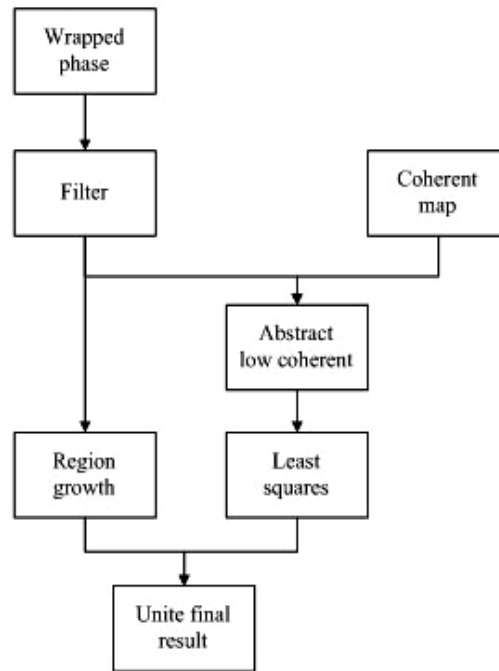 Wrapped
phase
Filter
Coherent
map
Abstract
low coherent
Region
growth
Least
squares
Unite final
result